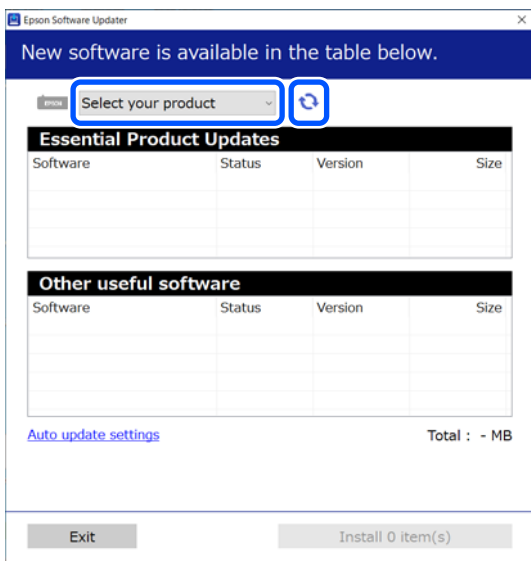 Epson Software Updater
New software is available in the table below.
EPSON Select your product
Essential Product Updates
Software Status Version Size
Other useful software
Software Status Version Size
Auto update settings Total : - MB
Exit Install 0 item(s)